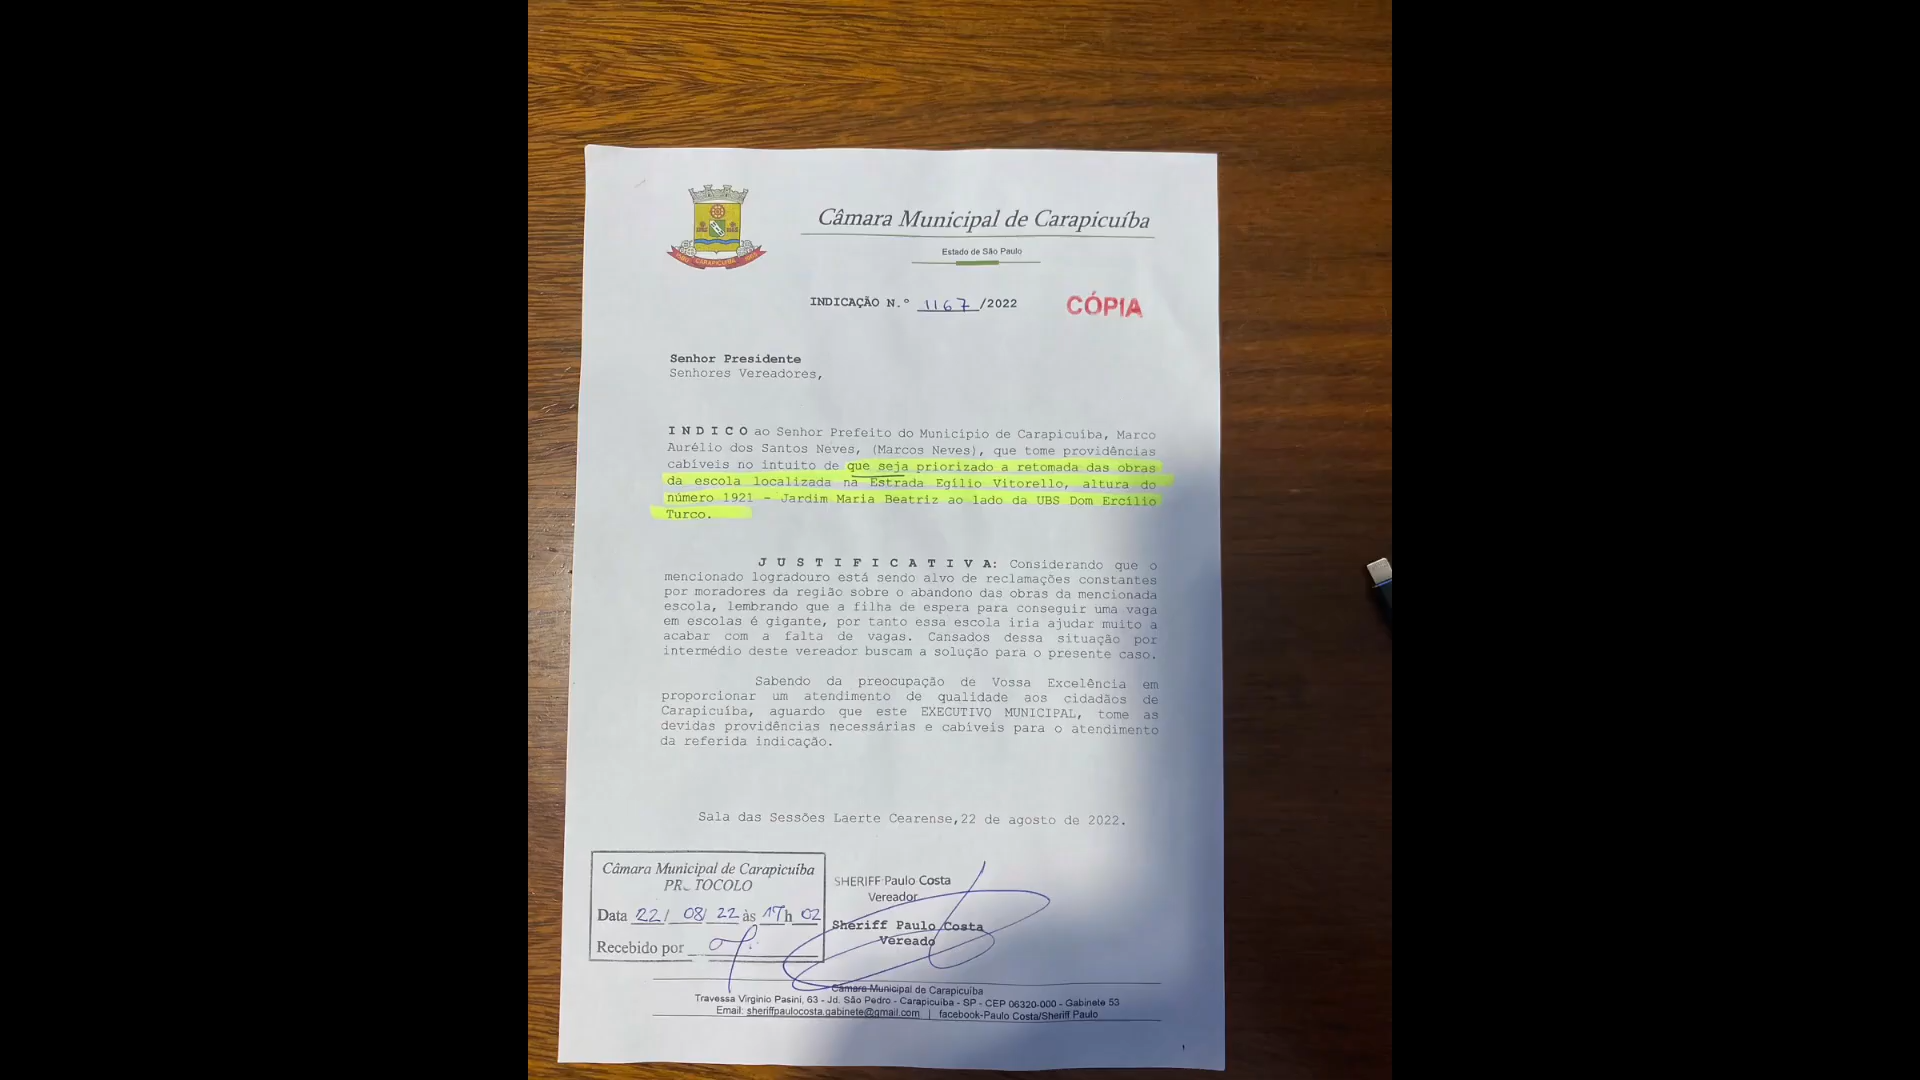 Câmara Municipal de Carapicuíba
Estado de São Paulo
INDICAÇÃO N.º 1167/2022
CÓPIA
CARAPICUÍBA
Senhor Presidente
Senhores Vereadores,
I N D I C O ao Senhor Prefeito do Município de Carapicuíba, Marco
Aurélio dos Santos Neves, (Marcos Neves), que tome providências
cabíveis no intuito de que seja priorizado a retomada das obras
da escola localizada na Estrada Egílio Vitorello, altura do
número 1921 - Jardim Maria Beatriz ao lado da UBS Dom Ercílio
Turco.
J U S T I F I C A T I V A: Considerando que o
mencionado logradouro está sendo alvo de reclamações constantes
por moradores da região sobre o abandono das obras da mencionada
escola, lembrando que a filha de espera para conseguir uma vaga
em escolas é gigante, por tanto essa escola iria ajudar muito a
acabar com a falta de vagas. Cansados dessa situação por
intermédio deste vereador buscam a solução para o presente caso.
Sabendo da preocupação de Vossa Excelência em
proporcionar um atendimento de qualidade aos cidadãos de
Carapicuíba, aguardo que este EXECUTIVO MUNICIPAL, tome as
devidas providências necessárias e cabíveis para o atendimento
da referida indicação.
Sala das Sessões Laerte Cearense,22 de agosto de 2022.
Câmara Municipal de Carapicuíba
PR TOCOLO
Data 22/ 08/ 22 às 17h 02
Recebido por
SHERIFF Paulo Costa
Vereador
Sheriff Paulo Costa
Vereado
Câmara Municipal de Carapicuíba
Travessa Virginio Pasini, 63 - Jd. São Pedro - Carapicuíba - SP - CEP 06320-000 - Gabinete 53
Email: sheriffpaulocosta.gabinete@gmail.com | facebook-Paulo Costa/Sheriff Paulo
1